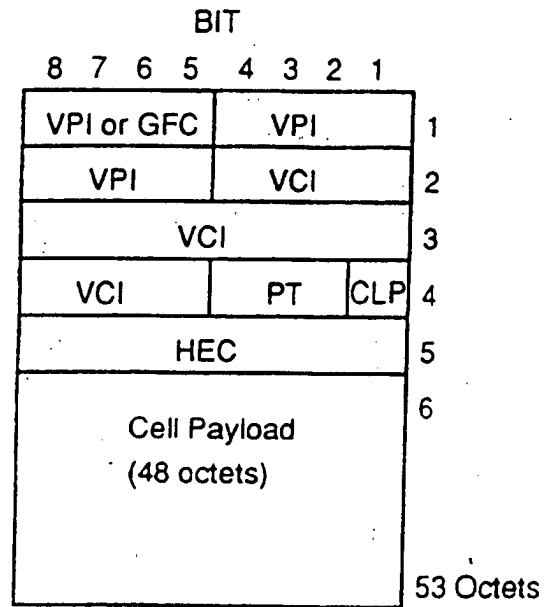 BIT
8 7 6 5 4 3 2 1
VPI or GFC VPI 1
VPI VCI 2
VCI 3
VCI PT CLP 4
HEC 5
6
Cell Payload
(48 octets)
53 Octets